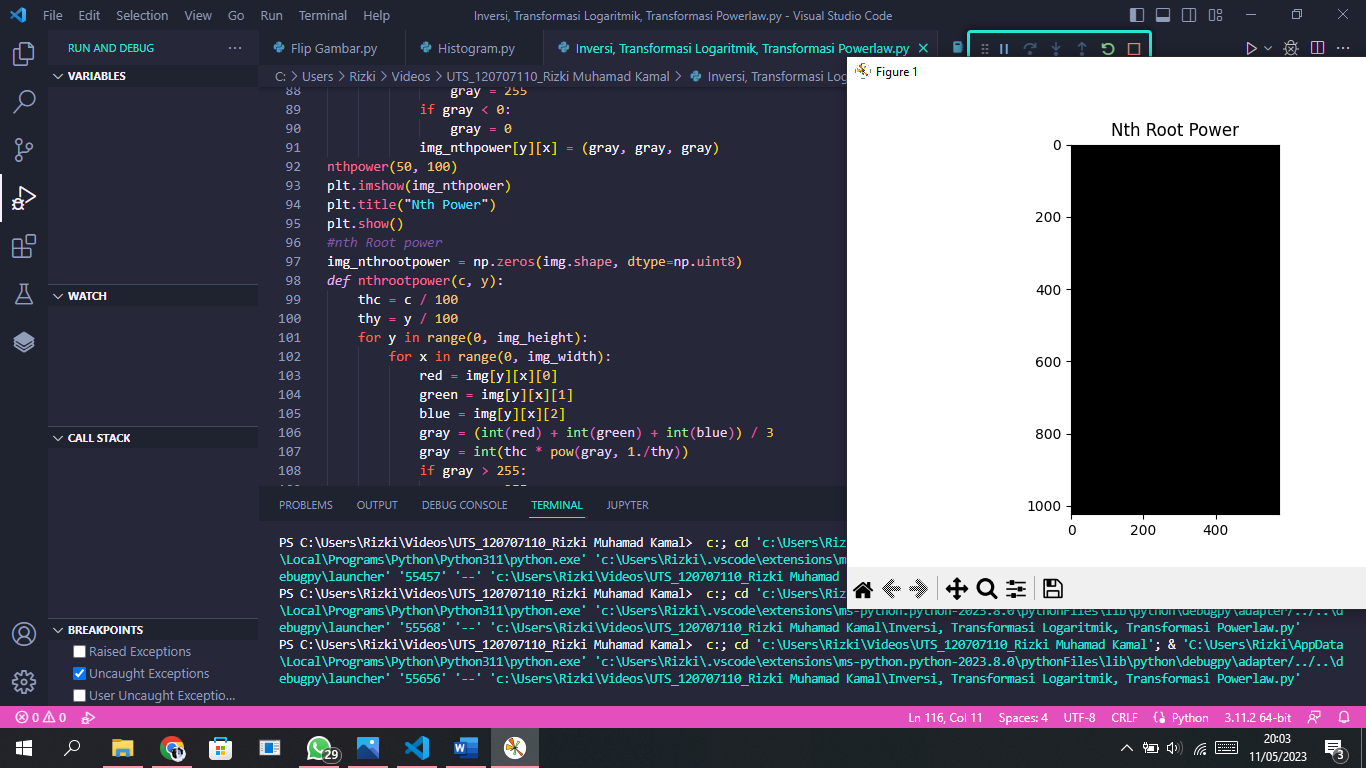 File Edit Selection View Go Run Terminal Help
Inversi, Transformasi Logaritmik, Transformasi Powerlaw.py - Visual Studio Code
RUN AND DEBUG
Flip Gambar.py
Histogram.py
Inversi, Transformasi Logaritmik, Transformasi Powerlaw.py
VARIABLES
WATCH
CALL STACK
BREAKPOINTS
Raised Exceptions
Uncaught Exceptions
User Uncaught Exceptio...
C: > Users > Rizki > Videos > UTS_120707110_Rizki Muhamad Kamal > Inversi, Transformasi Log
88 gray = 255
89 if gray < 0:
90 gray = 0
91 img_nthpower[y][x] = (gray, gray, gray)
92 nthpower(50, 100)
93 plt.imshow(img_nthpower)
94 plt.title("Nth Power")
95 plt.show()
96 #nth Root power
97 img_nthrootpower = np.zeros(img.shape, dtype=np.uint8)
98 def nthrootpower(c, y):
99 thc = c / 100
100 thy = y / 100
101 for y in range(0, img_height):
102 for x in range(0, img_width):
103 red = img[y][x][0]
104 green = img[y][x][1]
105 blue = img[y][x][2]
106 gray = (int(red) + int(green) + int(blue)) / 3
107 gray = int(thc * pow(gray, 1./thy))
108 if gray > 255:
PROBLEMS OUTPUT DEBUG CONSOLE TERMINAL JUPYTER
PS C:\Users\Rizki\Videos\UTS_120707110_Rizki Muhamad Kamal> c:; cd 'c:\Users\Riz
\Local\Programs\Python\Python311\python.exe' 'c:\Users\Rizki\.vscode\extensions\m
ebugpy\launcher' '55457' '--' 'c:\Users\Rizki\Videos\UTS_120707110_Rizki Muhamad
PS C:\Users\Rizki\Videos\UTS_120707110_Rizki Muhamad Kamal> c:; cd 'c:\Users\Riz
\Local\Programs\Python\Python311\python.exe' 'c:\Users\Rizki\.vscode\extensions\ms-python.python-2023.8.0\pythonFiles\lib\python\debugpy\adapter/../..\d
ebugpy\launcher' '55568' '--' 'c:\Users\Rizki\Videos\UTS_120707110_Rizki Muhamad Kamal\Inversi, Transformasi Logaritmik, Transformasi Powerlaw.py'
PS C:\Users\Rizki\Videos\UTS_120707110_Rizki Muhamad Kamal> c:; cd 'c:\Users\Rizki\Videos\UTS_120707110_Rizki Muhamad Kamal'; & 'C:\Users\Rizki\AppData
\Local\Programs\Python\Python311\python.exe' 'c:\Users\Rizki\.vscode\extensions\ms-python.python-2023.8.0\pythonFiles\lib\python\debugpy\adapter/../..\d
ebugpy\launcher' '55656' '--' 'c:\Users\Rizki\Videos\UTS_120707110_Rizki Muhamad Kamal\Inversi, Transformasi Logaritmik, Transformasi Powerlaw.py'
Figure 1
Nth Root Power
0
200
400
600
800
1000
0 200 400
0 0
Ln 116, Col 11 Spaces: 4 UTF-8 CRLF Python 3.11.2 64-bit
29
20:03
11/05/2023
3